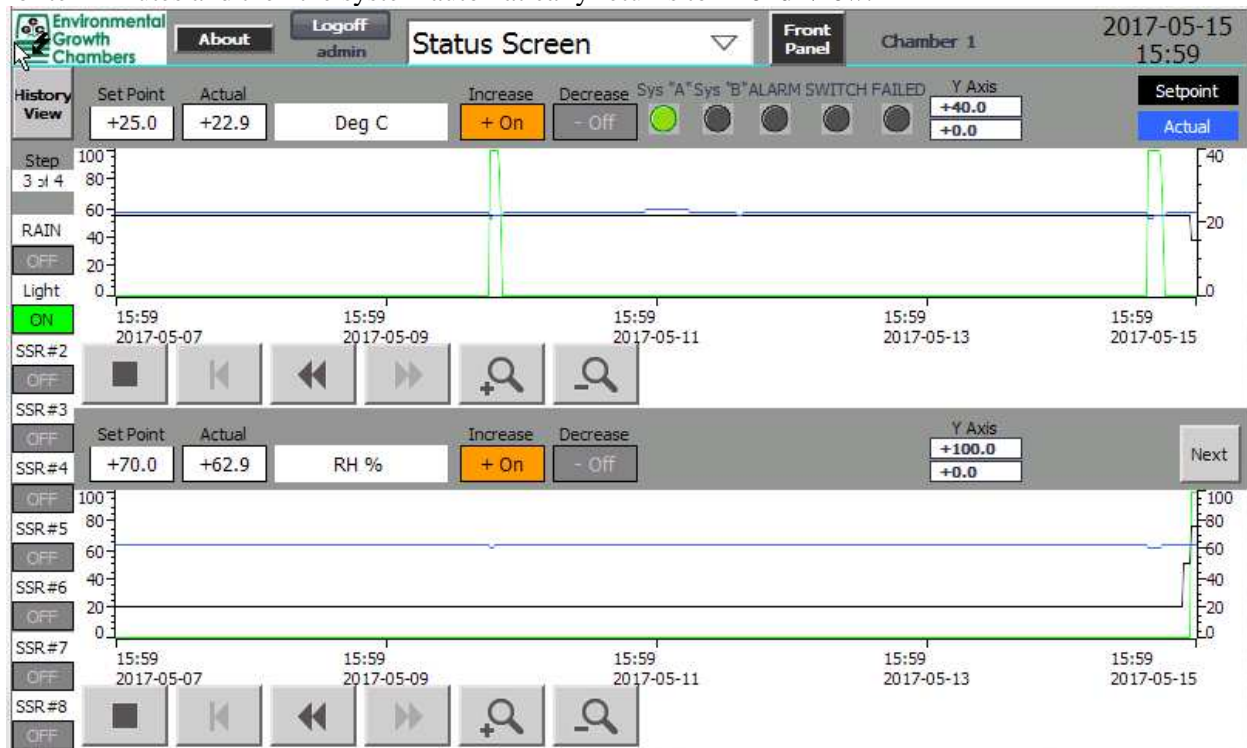 Environmental
Growth
Chambers
About
Logoff
admin
Status Screen
Front
Panel
Chamber 1
2017-05-15
15:59
History
View
Set Point
Actual
Increase
Decrease
Sys "A" Sys "B" ALARM SWITCH FAILED
Y Axis
+25.0
+22.9
Deg C
+ On
- Off
+40.0
+0.0
Setpoint
Actual
Step
3 of 4
RAIN
OFF
Light
ON
SSR#2
OFF
SSR#3
OFF
SSR#4
OFF
SSR#5
OFF
SSR#6
OFF
SSR#7
OFF
SSR#8
OFF
100
80
60
40
20
0
40
20
0
15:59 15:59 15:59 15:59 15:59
2017-05-07 2017-05-09 2017-05-11 2017-05-13 2017-05-15
Set Point
Actual
Increase
Decrease
Y Axis
+70.0
+62.9
RH %
+ On
- Off
+100.0
+0.0
Next
100
80
60
40
20
0
100
80
60
40
20
0
15:59 15:59 15:59 15:59 15:59
2017-05-07 2017-05-09 2017-05-11 2017-05-13 2017-05-15